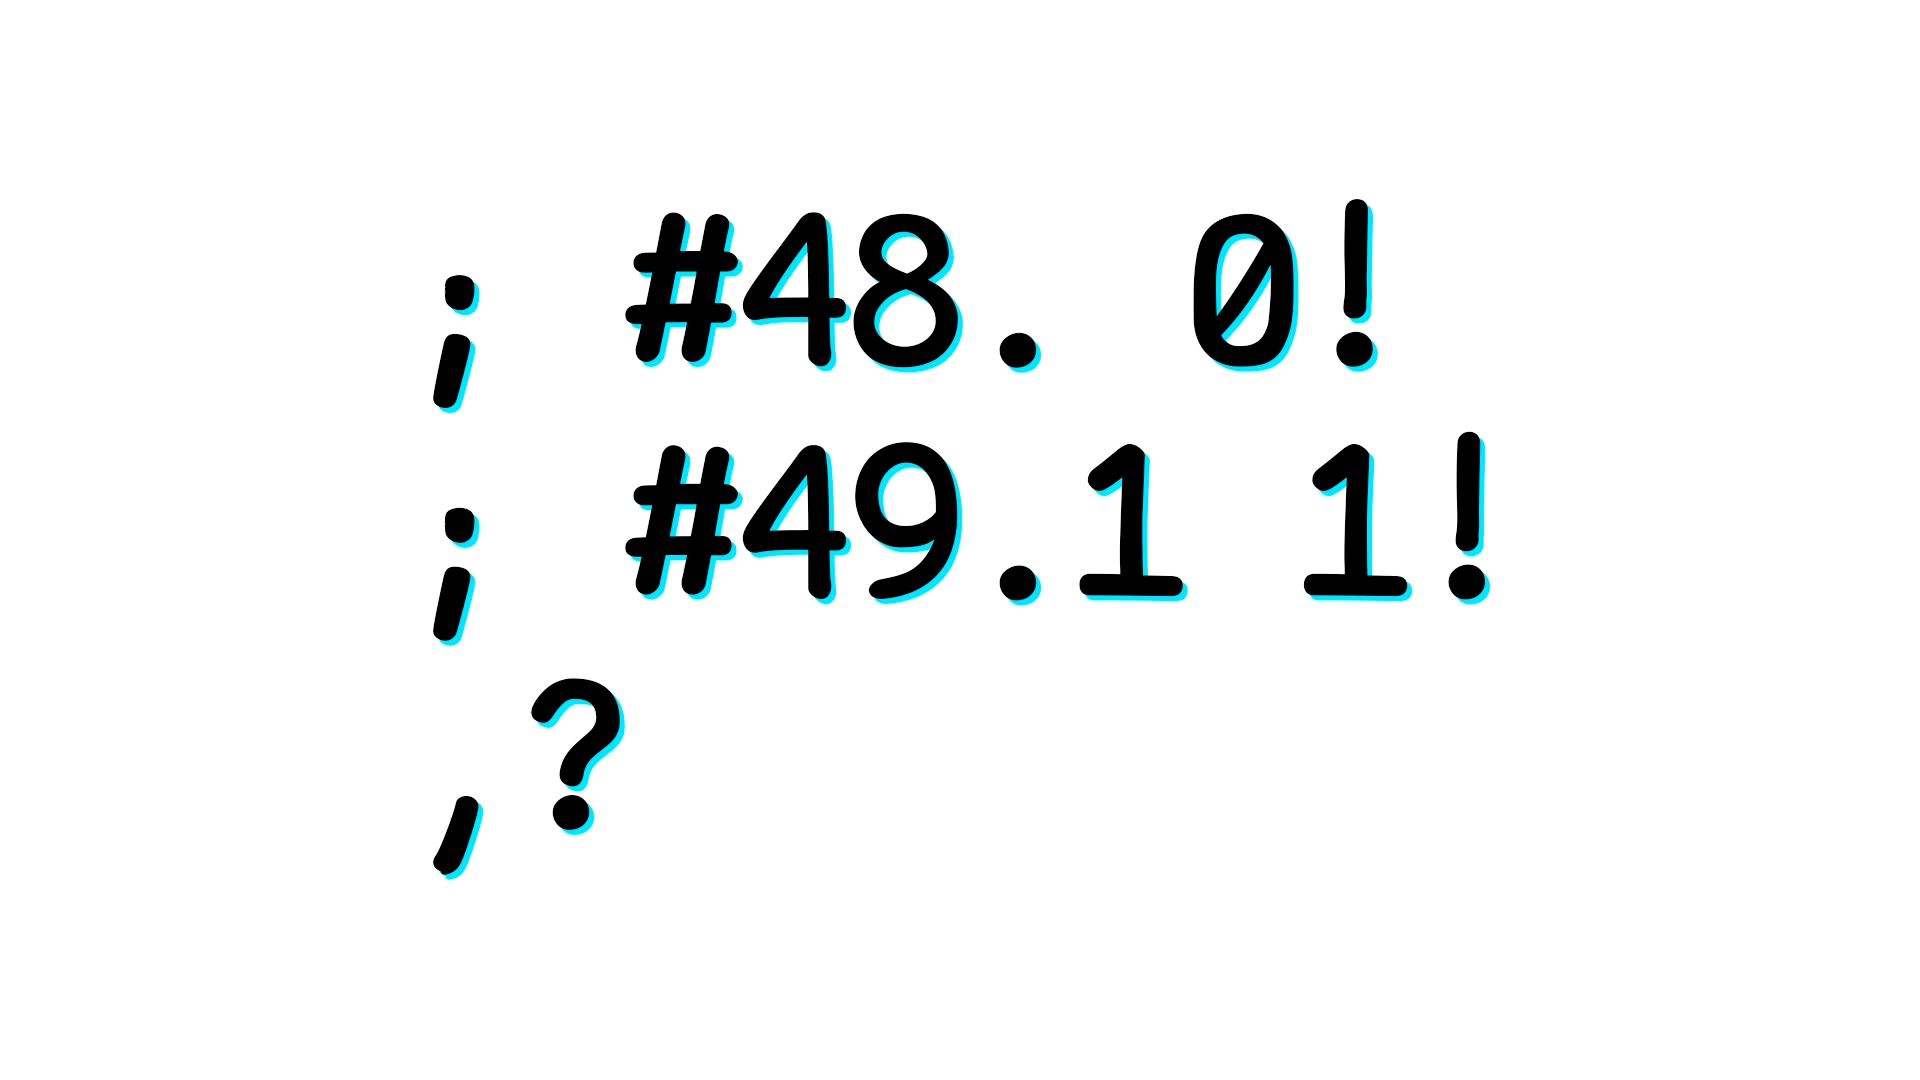 ; #48. 0!
; #49.1 1!
,?